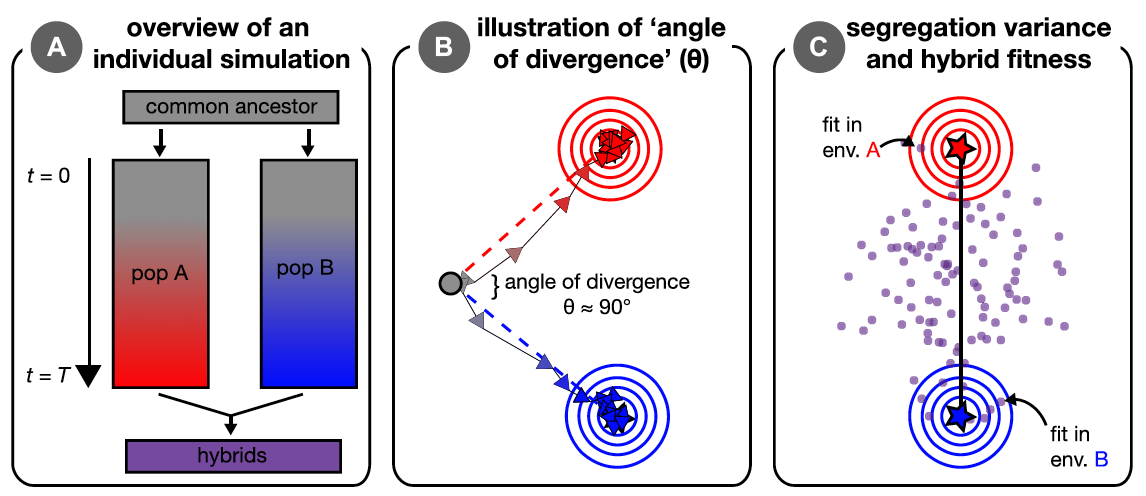 A
overview of an
individual simulation
common ancestor
t = 0
pop A
pop B
t = T
hybrids
B
illustration of ‘angle
of divergence’ (θ)
} angle of divergence
θ ≈ 90°
C
segregation variance
and hybrid fitness
fit in
env. A
fit in
env. B